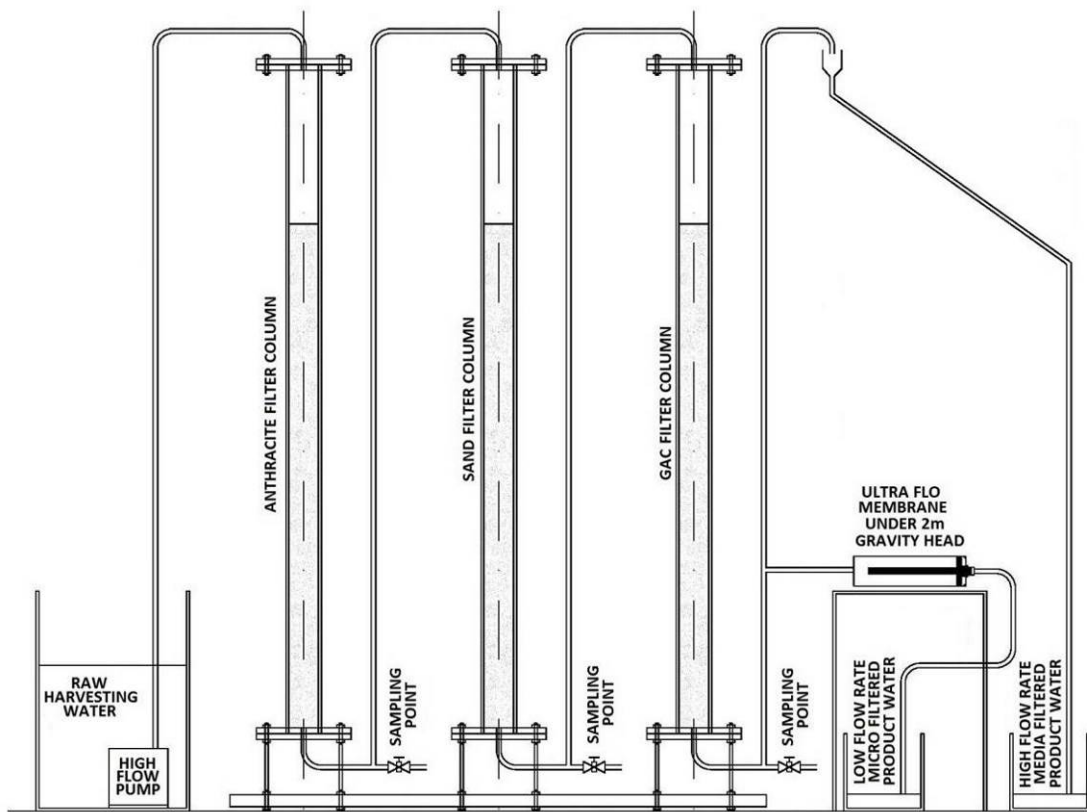 ANTHRACITE FILTER COLUMN
SAND FILTER COLUMN
GAC FILTER COLUMN
ULTRA FLO
MEMBRANE
UNDER 2m
GRAVITY HEAD
RAW
HARVESTING
WATER
HIGH
FLOW
PUMP
SAMPLING
POINT
SAMPLING
POINT
SAMPLING
POINT
LOW FLOW RATE
MICRO FILTERED
PRODUCT WATER
HIGH FLOW RATE
MEDIA FILTERED
PRODUCT WATER